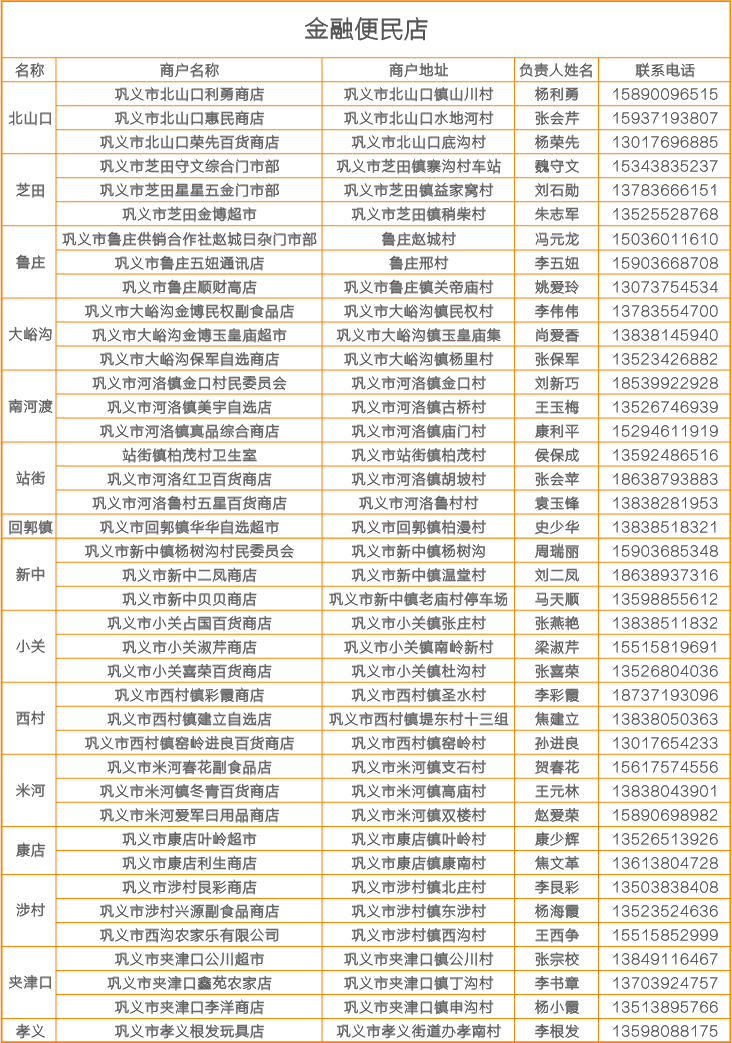 金融便民店
名称 商户名称 商户地址 负责人姓名 联系电话
北山口 巩义市北山口利勇商店 巩义市北山口镇山川村 杨利勇 15890096515
巩义市北山口惠民商店 巩义市北山口水地河村 张会芹 15937193807
巩义市北山口荣先百货商店 巩义市北山口底沟村 杨荣先 13017696885
芝田 巩义市芝田守文综合门市部 巩义市芝田镇寨沟村车站 魏守文 15343835237
巩义市芝田星星五金门市部 巩义市芝田镇益家窝村 刘石勋 13783666151
巩义市芝田金博超市 巩义市芝田镇稍柴村 朱志军 13525528768
鲁庄 巩义市鲁庄供销合作社赵城日杂门市部 鲁庄赵城村 冯元龙 15036011610
巩义市鲁庄五妞通讯店 鲁庄邢村 李五妞 15903668708
巩义市鲁庄顺财高店 巩义市鲁庄镇关帝庙村 姚爱玲 13073754534
大峪沟 巩义市大峪沟金博民权副食品店 巩义市大峪沟镇民权村 李伟伟 13783554700
巩义市大峪沟金博玉皇庙超市 巩义市大峪沟镇玉皇庙集 尚爱香 13838145940
巩义市大峪沟保军自选商店 巩义市大峪沟镇杨里村 张保军 13523426882
南河渡 巩义市河洛镇金口村民委员会 巩义市河洛镇金口村 刘新巧 18539922928
巩义市河洛镇美宇自选店 巩义市河洛镇古桥村 王玉梅 13526746939
巩义市河洛镇真品综合商店 巩义市河洛镇庙门村 康利平 15294611919
站街 站街镇柏茂村卫生室 巩义市站街镇柏茂村 侯保成 13592486516
巩义市河洛红卫百货商店 巩义市河洛镇胡坡村 张会苹 18638793883
巩义市河洛鲁村五星百货商店 巩义市河洛鲁村村 袁玉锋 13838281953
回郭镇 巩义市回郭镇华华自选超市 巩义市回郭镇柏漫村 史少华 13838518321
新中 巩义市新中镇杨树沟村民委员会 巩义市新中镇杨树沟 周瑞丽 15903685348
巩义市新中二凤商店 巩义市新中镇温堂村 刘二凤 18638937316
巩义市新中贝贝商店 巩义市新中镇老庙村停车场 马天顺 13598855612
小关 巩义市小关占国百货商店 巩义市小关镇张庄村 张燕艳 13838511832
巩义市小关淑芹商店 巩义市小关镇南岭新村 梁淑芹 15515819691
巩义市小关喜荣百货商店 巩义市小关镇杜沟村 张喜荣 13526804036
西村 巩义市西村镇彩霞商店 巩义市西村镇圣水村 李彩霞 18737193096
巩义市西村镇建立自选店 巩义市西村镇堤东村十三组 焦建立 13838050363
巩义市西村镇窑岭进良百货商店 巩义市西村镇窑岭村 孙进良 13017654233
米河 巩义市米河春花副食品店 巩义市米河镇支石村 贺春花 15617574556
巩义市米河镇冬青百货商店 巩义市米河镇高庙村 王元林 13838043901
巩义市米河爱军日用品商店 巩义市米河镇双楼村 赵爱荣 15890698982
康店 巩义市康店叶岭超市 巩义市康店镇叶岭村 康少辉 13526513926
巩义市康店利生商店 巩义市康店镇康南村 焦文革 13613804728
涉村 巩义市涉村艮彩商店 巩义市涉村镇北庄村 李艮彩 13503838408
巩义市涉村兴源副食品商店 巩义市涉村镇东涉村 杨海霞 13523524636
巩义市西沟农家乐有限公司 巩义市涉村镇西沟村 王西争 15515852999
夹津口 巩义市夹津口公川超市 巩义市夹津口镇公川村 张宗校 13849116467
巩义市夹津口鑫苑农家店 巩义市夹津口镇丁沟村 李书章 13703924757
巩义市夹津口李洋商店 巩义市夹津口镇申沟村 杨小霞 13513895766
孝义 巩义市孝义根发玩具店 巩义市孝义街道办孝南村 李根发 13598088175